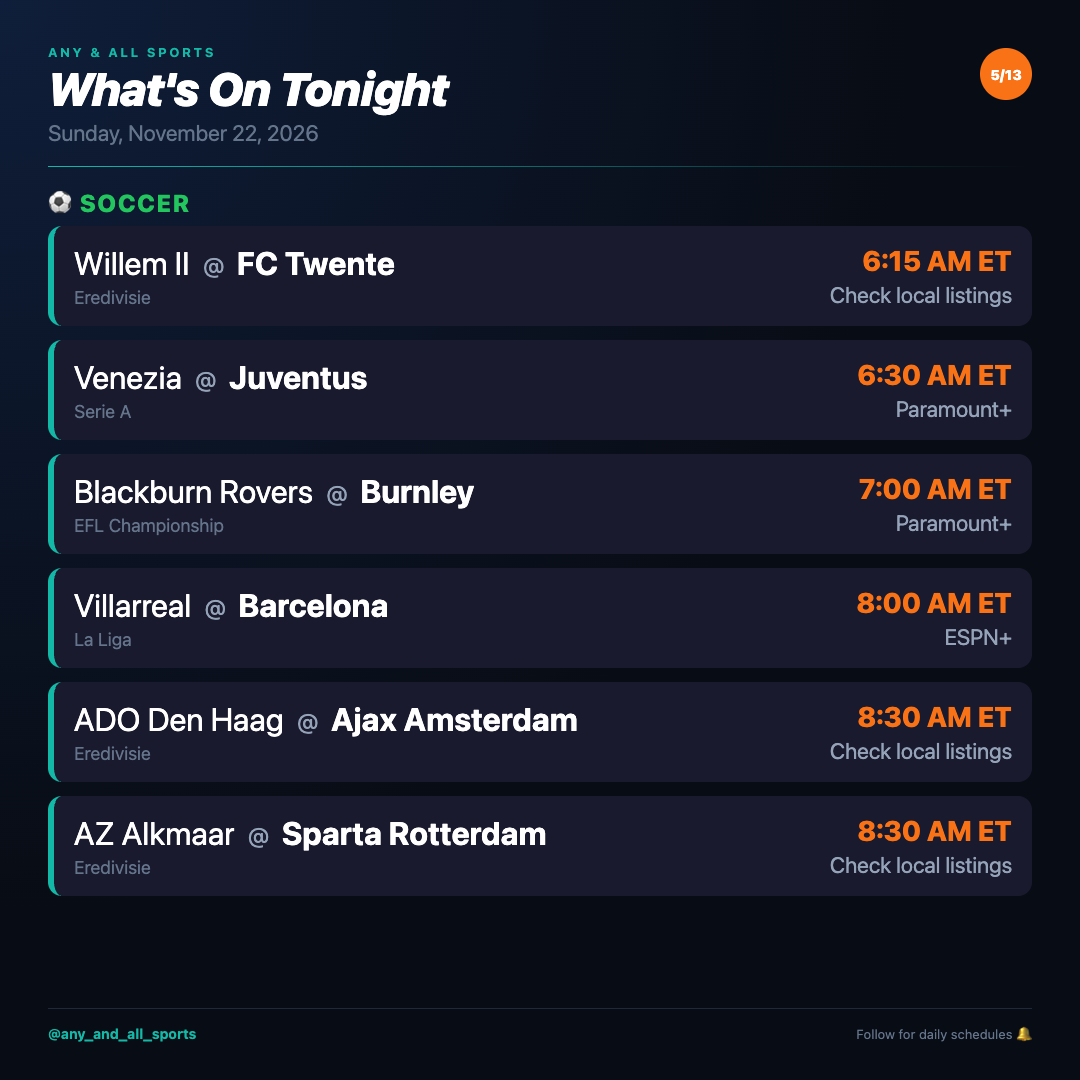 ANY & ALL SPORTS
What's On Tonight
Sunday, November 22, 2026
5/13
⚽ SOCCER
Willem II @ FC Twente
6:15 AM ET
Eredivisie
Check local listings
Venezia @ Juventus
6:30 AM ET
Serie A
Paramount+
Blackburn Rovers @ Burnley
7:00 AM ET
EFL Championship
Paramount+
Villarreal @ Barcelona
8:00 AM ET
La Liga
ESPN+
ADO Den Haag @ Ajax Amsterdam
8:30 AM ET
Eredivisie
Check local listings
AZ Alkmaar @ Sparta Rotterdam
8:30 AM ET
Eredivisie
Check local listings
@any_and_all_sports
Follow for daily schedules 🔔